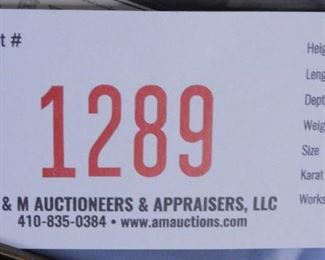 t #
1289
& M AUCTIONEERS & APPRAISERS, LLC
410-835-0384 • www.amauctions.com
Heig
Leng
Dept
Weig
Size
Karat
Works